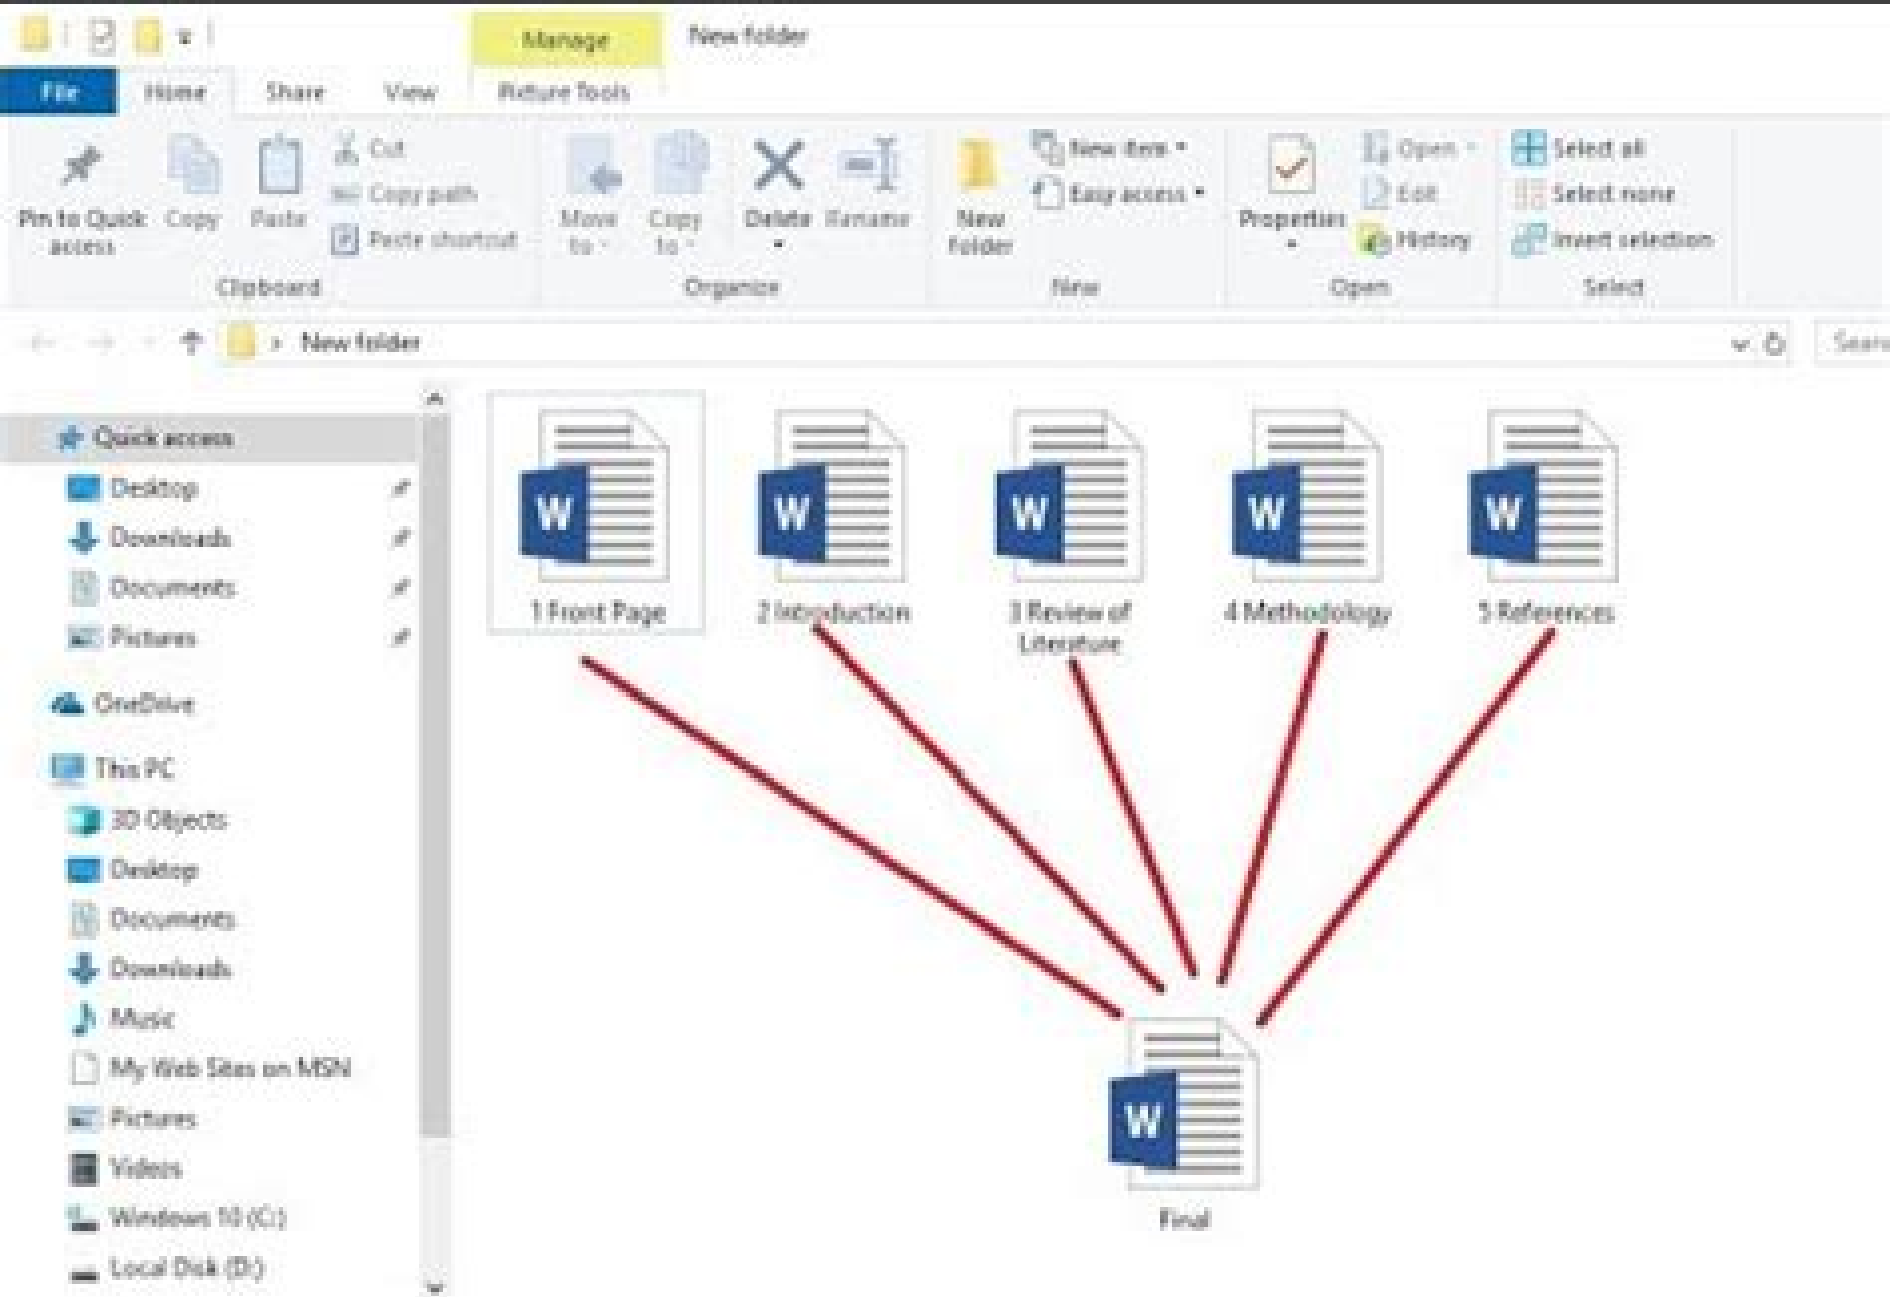 Manage
New folder
File
Home
Share
View
Picture Tools
Pin to Quick
access
Copy
Paste
Cut
Copy path
Paste shortcut
Clipboard
Move
to
Copy
to
Delete
Rename
Organize
New
folder
New item
Easy access
New
Properties
Open
Edit
History
Open
Select all
Select none
Invert selection
Select
New folder
Quick access
Desktop
Downloads
Documents
Pictures
OneDrive
This PC
3D Objects
Desktop
Documents
Downloads
Music
My Web Sites on MSN
Pictures
Videos
Windows 10 (C:)
Local Disk (D:)
W
W
W
W
W
1 Front Page
2 Introduction
3 Review of
Literature
4 Methodology
5 References
W
Final